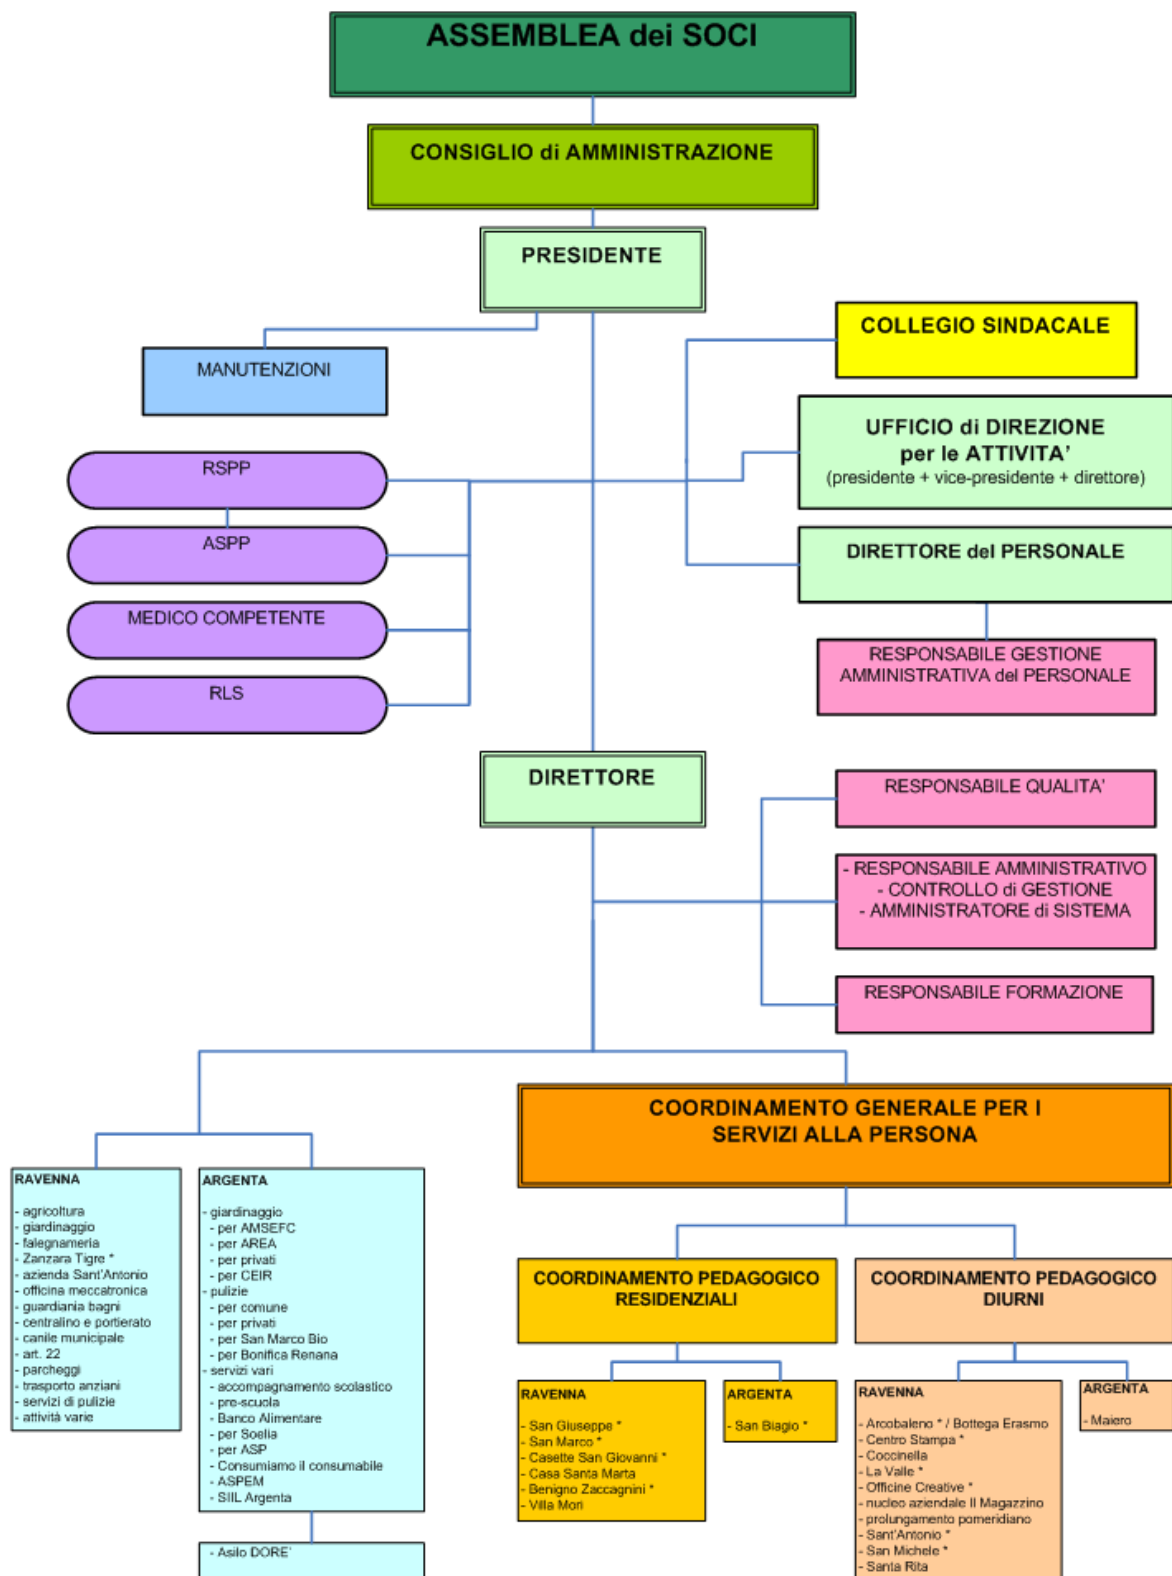 ASSEMBLEA dei SOCI
CONSIGLIO di AMMINISTRAZIONE
PRESIDENTE
MANUTENZIONI
COLLEGIO SINDACALE
UFFICIO di DIREZIONE
per le ATTIVITA'
(presidente + vice-presidente + direttore)
DIRETTORE del PERSONALE
RESPONSABILE GESTIONE
AMMINISTRATIVA del PERSONALE
RSPP
ASPP
MEDICO COMPETENTE
RLS
DIRETTORE
RESPONSABILE QUALITA'
- RESPONSABILE AMMINISTRATIVO
- CONTROLLO di GESTIONE
- AMMINISTRATORE di SISTEMA
RESPONSABILE FORMAZIONE
RAVENNA
- agricoltura
- giardinaggio
- falegnameria
- Zanzara Tigre *
- azienda Sant'Antonio
- officina meccatronica
- guardiania bagni
- centralino e portierato
- canile municipale
- art. 22
- parcheggi
- trasporto anziani
- servizi di pulizie
- attività varie
ARGENTA
- giardinaggio
- per AMSEFC
- per AREA
- per privati
- per CEIR
- pulizie
- per comune
- per privati
- per San Marco Bio
- per Bonifica Renana
- servizi vari
- accompagnamento scolastico
- pre-scuola
- Banco Alimentare
- per Soelia
- per ASP
- Consumiamo il consumabile
- ASPEM
- SIIL Argenta
- Asilo DORE'
COORDINAMENTO GENERALE PER I
SERVIZI ALLA PERSONA
COORDINAMENTO PEDAGOGICO
RESIDENZIALI
RAVENNA
- San Giuseppe *
- San Marco *
- Casette San Giovanni *
- Casa Santa Marta
- Benigno Zaccagnini *
- Villa Mori
ARGENTA
- San Biagio *
COORDINAMENTO PEDAGOGICO
DIURNI
RAVENNA
- Arcobaleno * / Bottega Erasmo
- Centro Stampa *
- Coccinella
- La Valle *
- Officine Creative *
- nucleo aziendale Il Magazzino
- prolungamento pomeridiano
- Sant'Antonio *
- San Michele *
- Santa Rita
ARGENTA
- Maiero